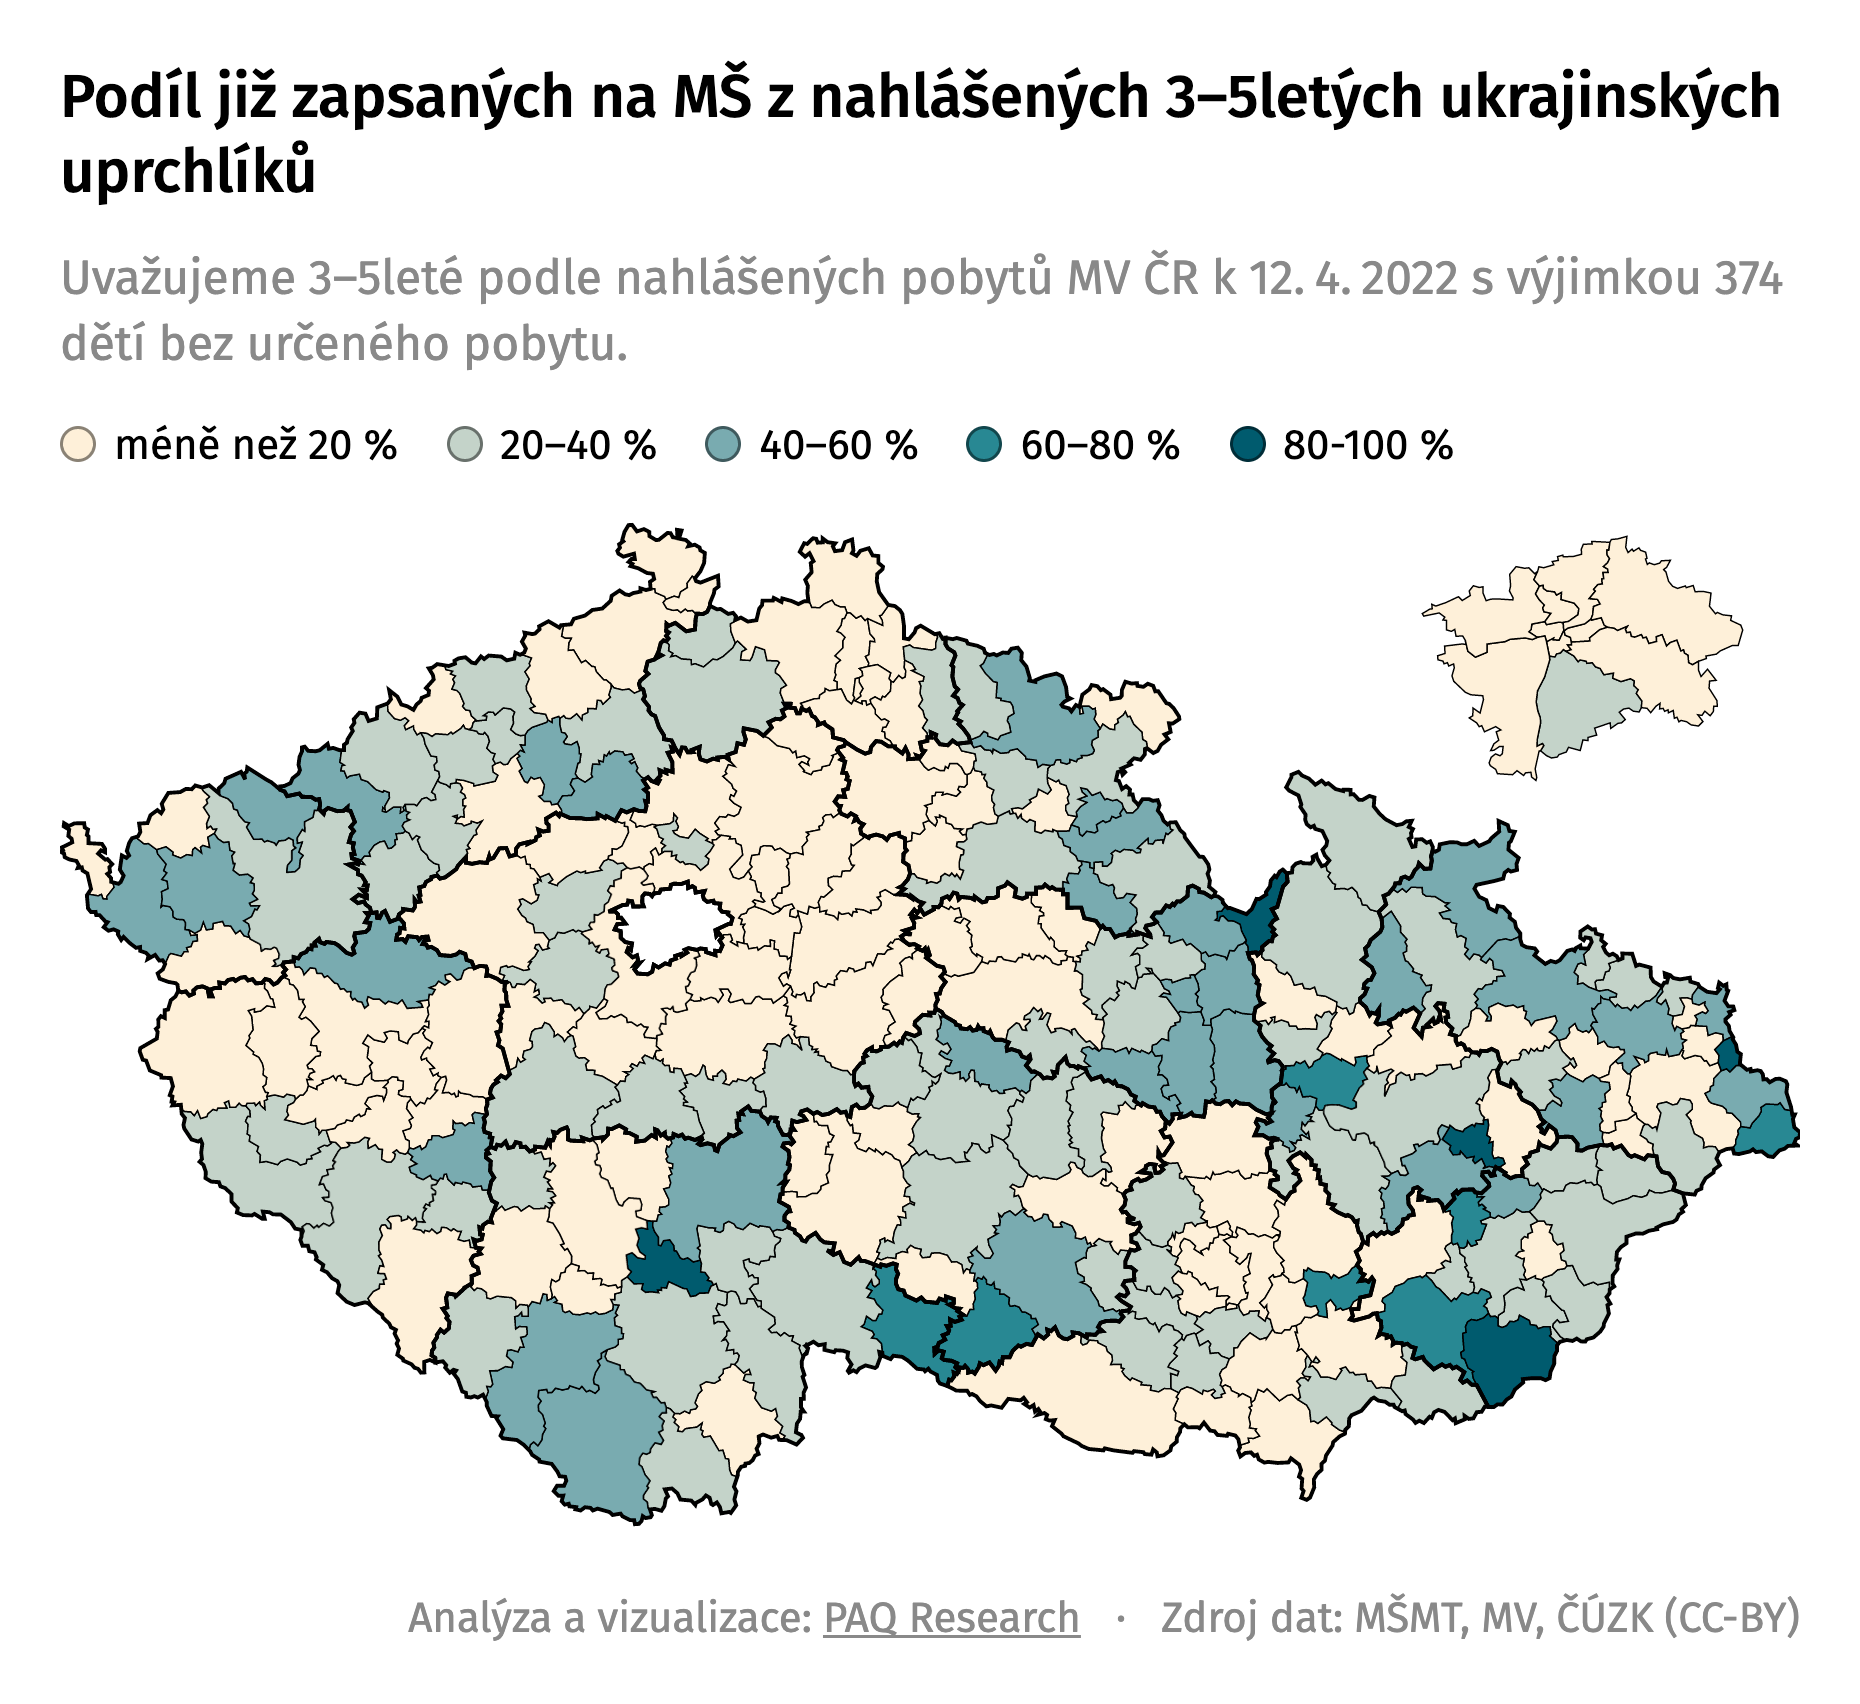 Podíl již zapsaných na MŠ z nahlášených 3–5letých ukrajinských
uprchlíků
Uvažujeme 3–5leté podle nahlášených pobytů MV ČR k 12. 4. 2022 s výjimkou 374
dětí bez určeného pobytu.
méně než 20 % 20–40 % 40–60 % 60–80 % 80-100 %
Analýza a vizualizace: PAQ Research · Zdroj dat: MŠMT, MV, ČÚZK (CC-BY)